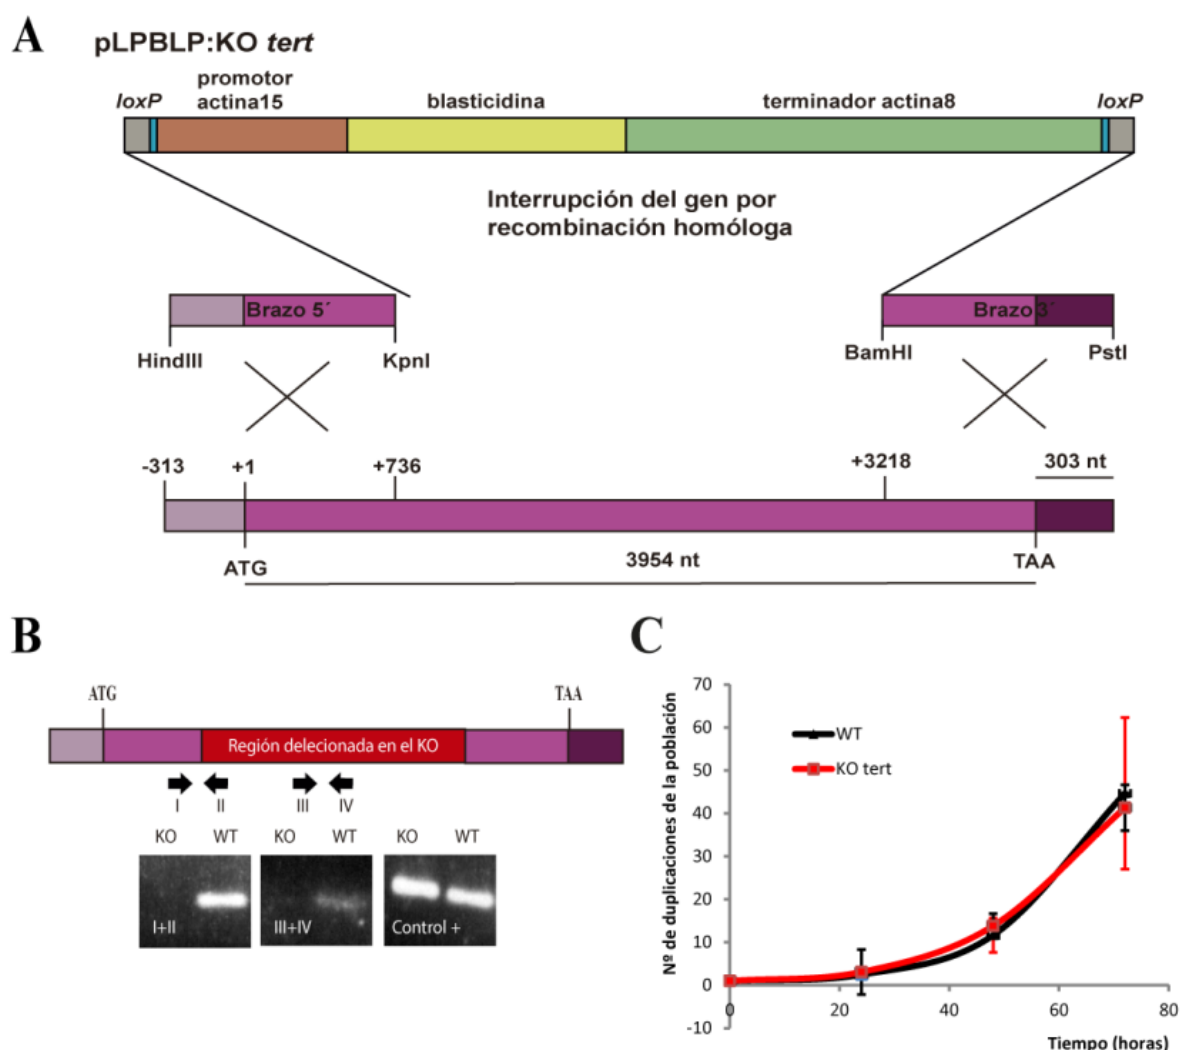 A
pLPBLP:KO tert
loxP
promotor
actina15
blasticidina
terminador actina8
loxP
Interrupción del gen por
recombinación homóloga
Brazo 5´
Brazo 3´
HindIII
KpnI
BamHI
PstI
-313
+1
+736
+3218
303 nt
ATG
3954 nt
TAA
B
ATG
TAA
Región delecionada en el KO
I
II
III
IV
KO
WT
KO
WT
KO
WT
I+II
III+IV
Control +
C
Nº de duplicaciones de la población
70
60
50
40
30
20
10
0
-10
WT
KO tert
0
20
40
60
80
Tiempo (horas)